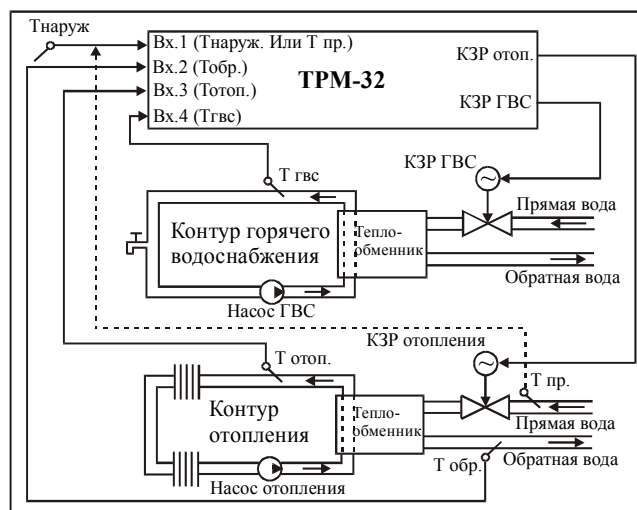 Тнаруж
Вх.1 (Тнаруж. Или Т пр.)
Вх.2 (Тобр.)
Вх.3 (Тотоп.)
Вх.4 (Тгвс)
ТРМ-32
КЗР отоп.
КЗР ГВС
Т гвс
КЗР ГВС
Прямая вода
Контур горячего
водоснабжения
Тепло-
обменник
Обратная вода
Насос ГВС
Т отоп.
КЗР отопления
Т пр.
Контур
отопления
Тепло-
обменник
Прямая вода
Обратная вода
Насос отопления
Т обр.